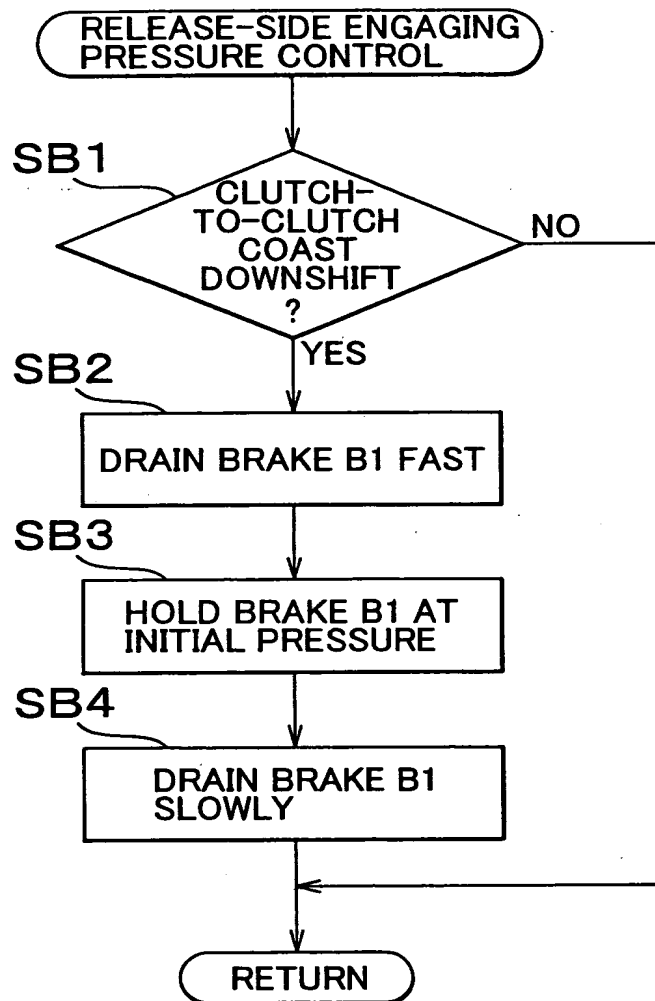 RELEASE-SIDE ENGAGING
PRESSURE CONTROL
SB1
CLUTCH-
TO-CLUTCH
COAST
DOWNSHIFT
?
NO
YES
SB2
DRAIN BRAKE B1 FAST
SB3
HOLD BRAKE B1 AT
INITIAL PRESSURE
SB4
DRAIN BRAKE B1
SLOWLY
RETURN